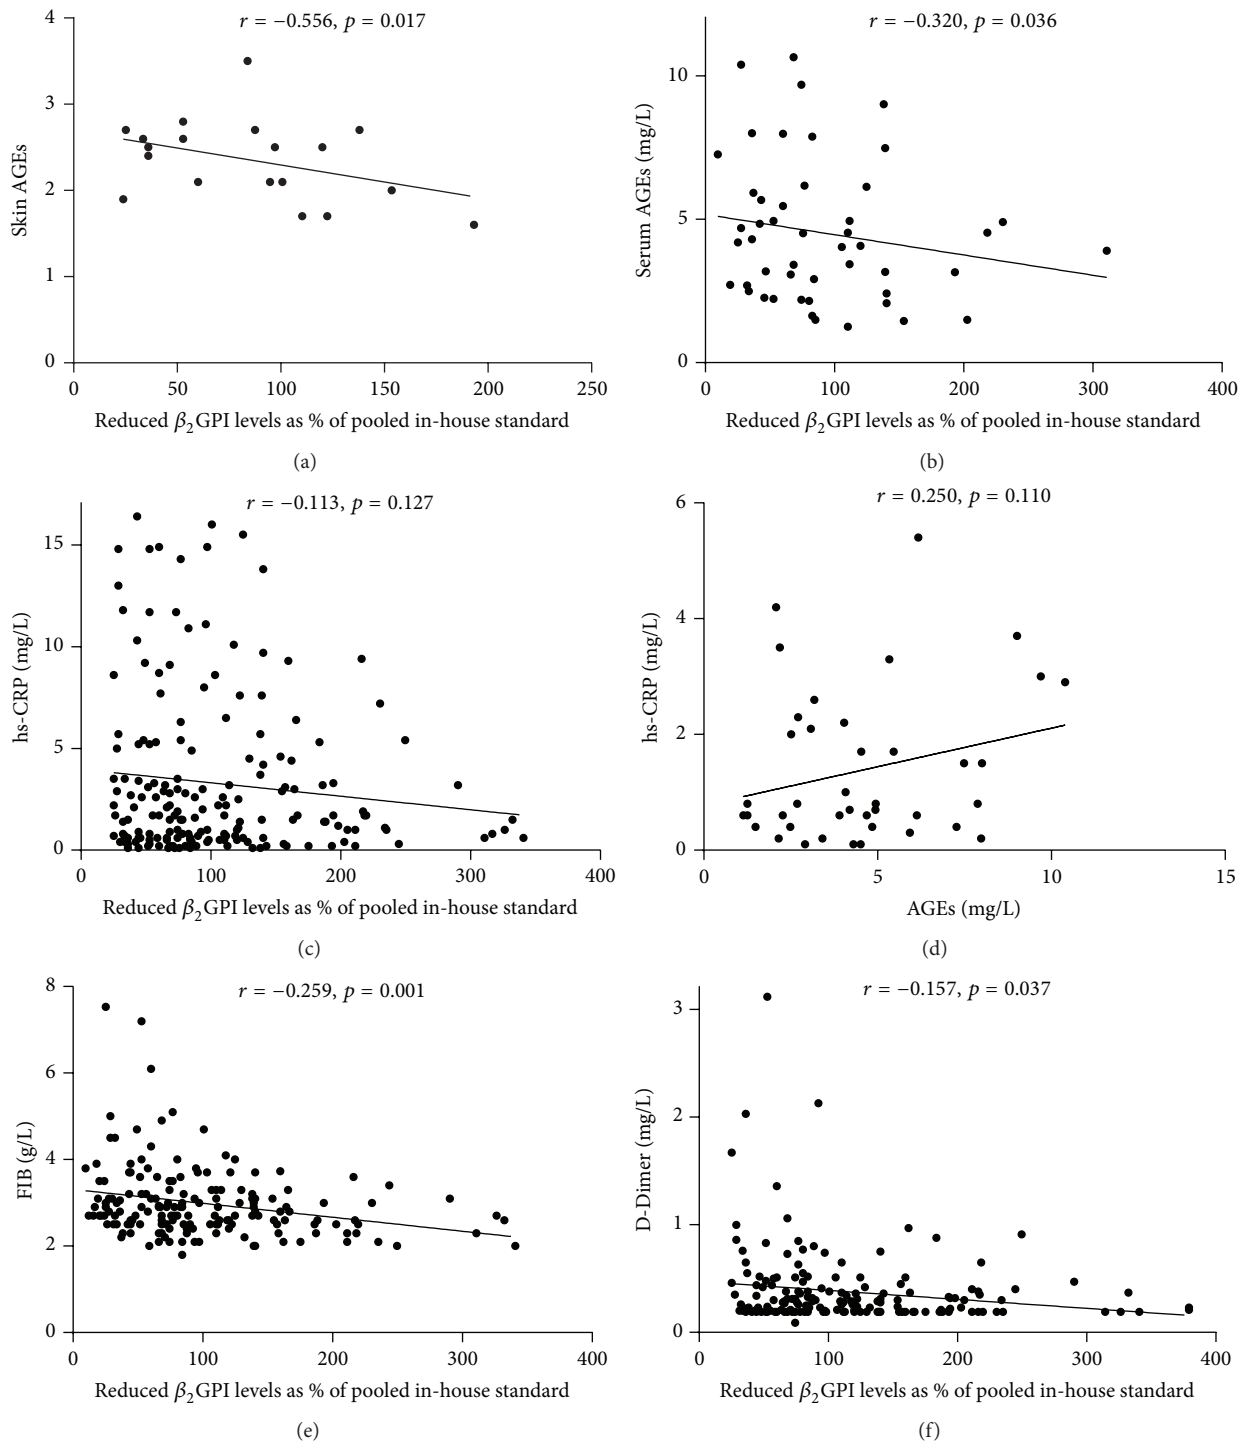 r = −0.556, p = 0.017
4
3
2
1
0
Skin AGEs
0 50 100 150 200 250
Reduced β₂GPI levels as % of pooled in-house standard
(a)
r = −0.320, p = 0.036
10
5
0
Serum AGEs (mg/L)
0 100 200 300 400
Reduced β₂GPI levels as % of pooled in-house standard
(b)
r = −0.113, p = 0.127
15
10
5
0
hs-CRP (mg/L)
0 100 200 300 400
Reduced β₂GPI levels as % of pooled in-house standard
(c)
r = 0.250, p = 0.110
6
4
2
0
hs-CRP (mg/L)
0 5 10 15
AGEs (mg/L)
(d)
r = −0.259, p = 0.001
8
6
4
2
0
FIB (g/L)
0 100 200 300 400
Reduced β₂GPI levels as % of pooled in-house standard
(e)
r = −0.157, p = 0.037
3
2
1
0
D-Dimer (mg/L)
0 100 200 300 400
Reduced β₂GPI levels as % of pooled in-house standard
(f)